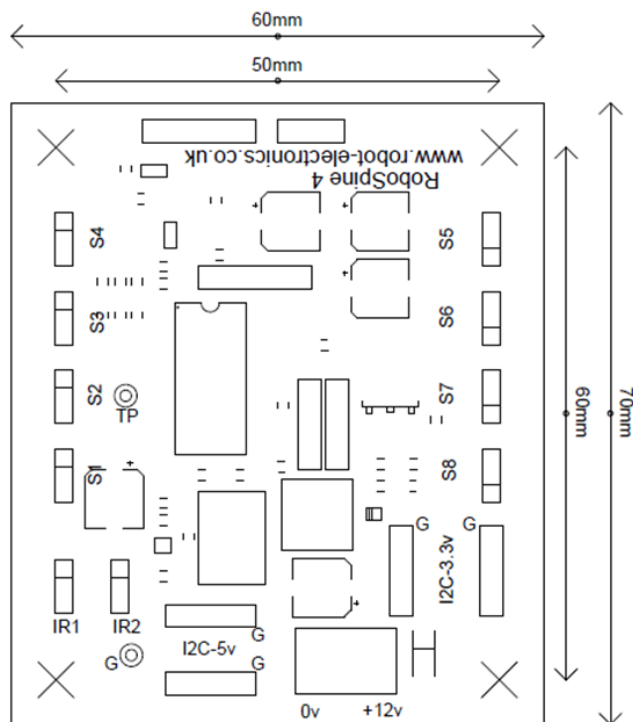 60mm
50mm
www.robot-electronics.co.uk
RoboSpine 4
S4
S5
S3
S6
S2
TP
S7
60mm
70mm
S1
S8
G
G
I2C-3.3v
IR1
IR2
I2C-5v
G
G
G
0v
+12v